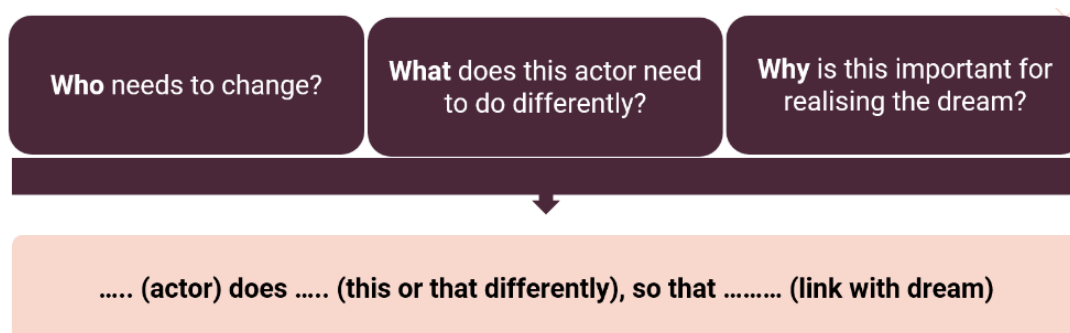 Who needs to change?
What does this actor need
to do differently?
Why is this important for
realising the dream?
….. (actor) does ….. (this or that differently), so that ……… (link with dream)